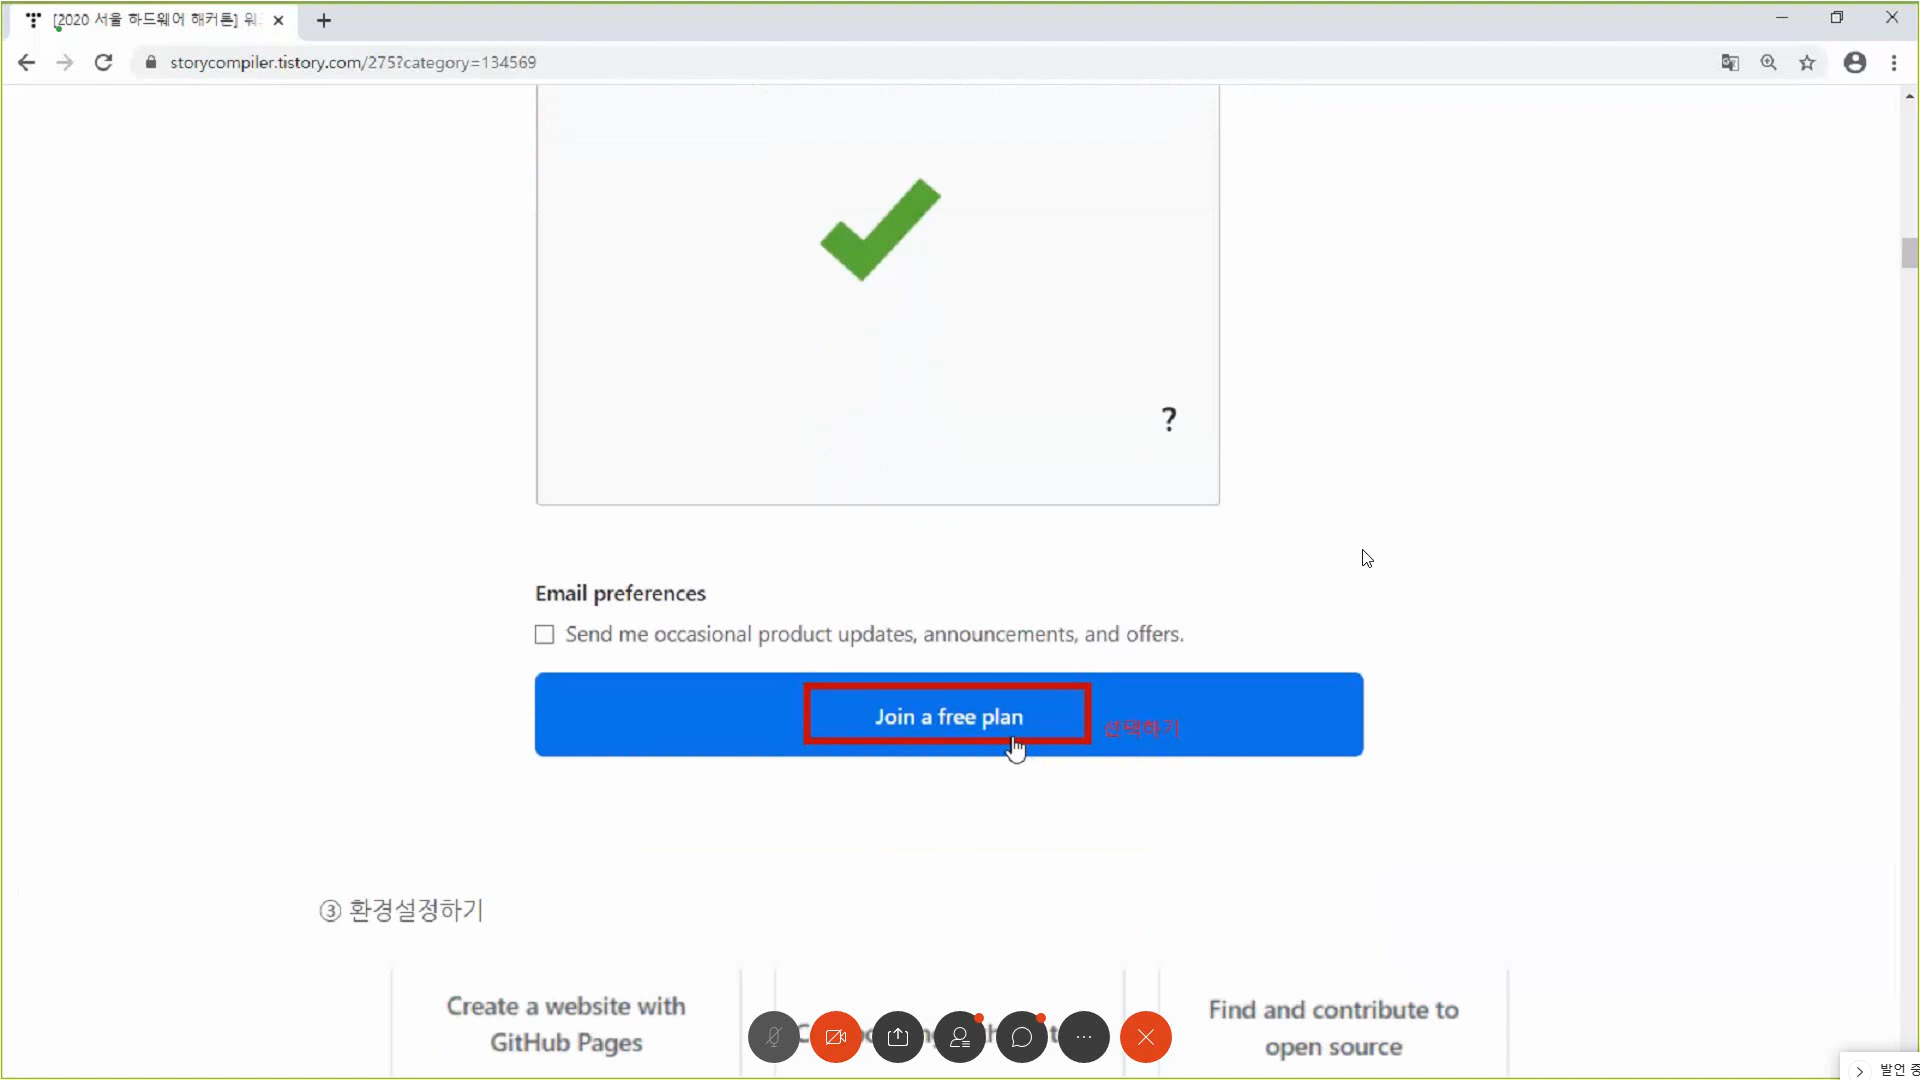 [2020 서울 하드웨어 해커톤] 워
storycompiler.tistory.com/275?category=134569
?
Email preferences
Send me occasional product updates, announcements, and offers.
Join a free plan
선택하기
③ 환경설정하기
Create a website with
GitHub Pages
Find and contribute to
open source
발언 중